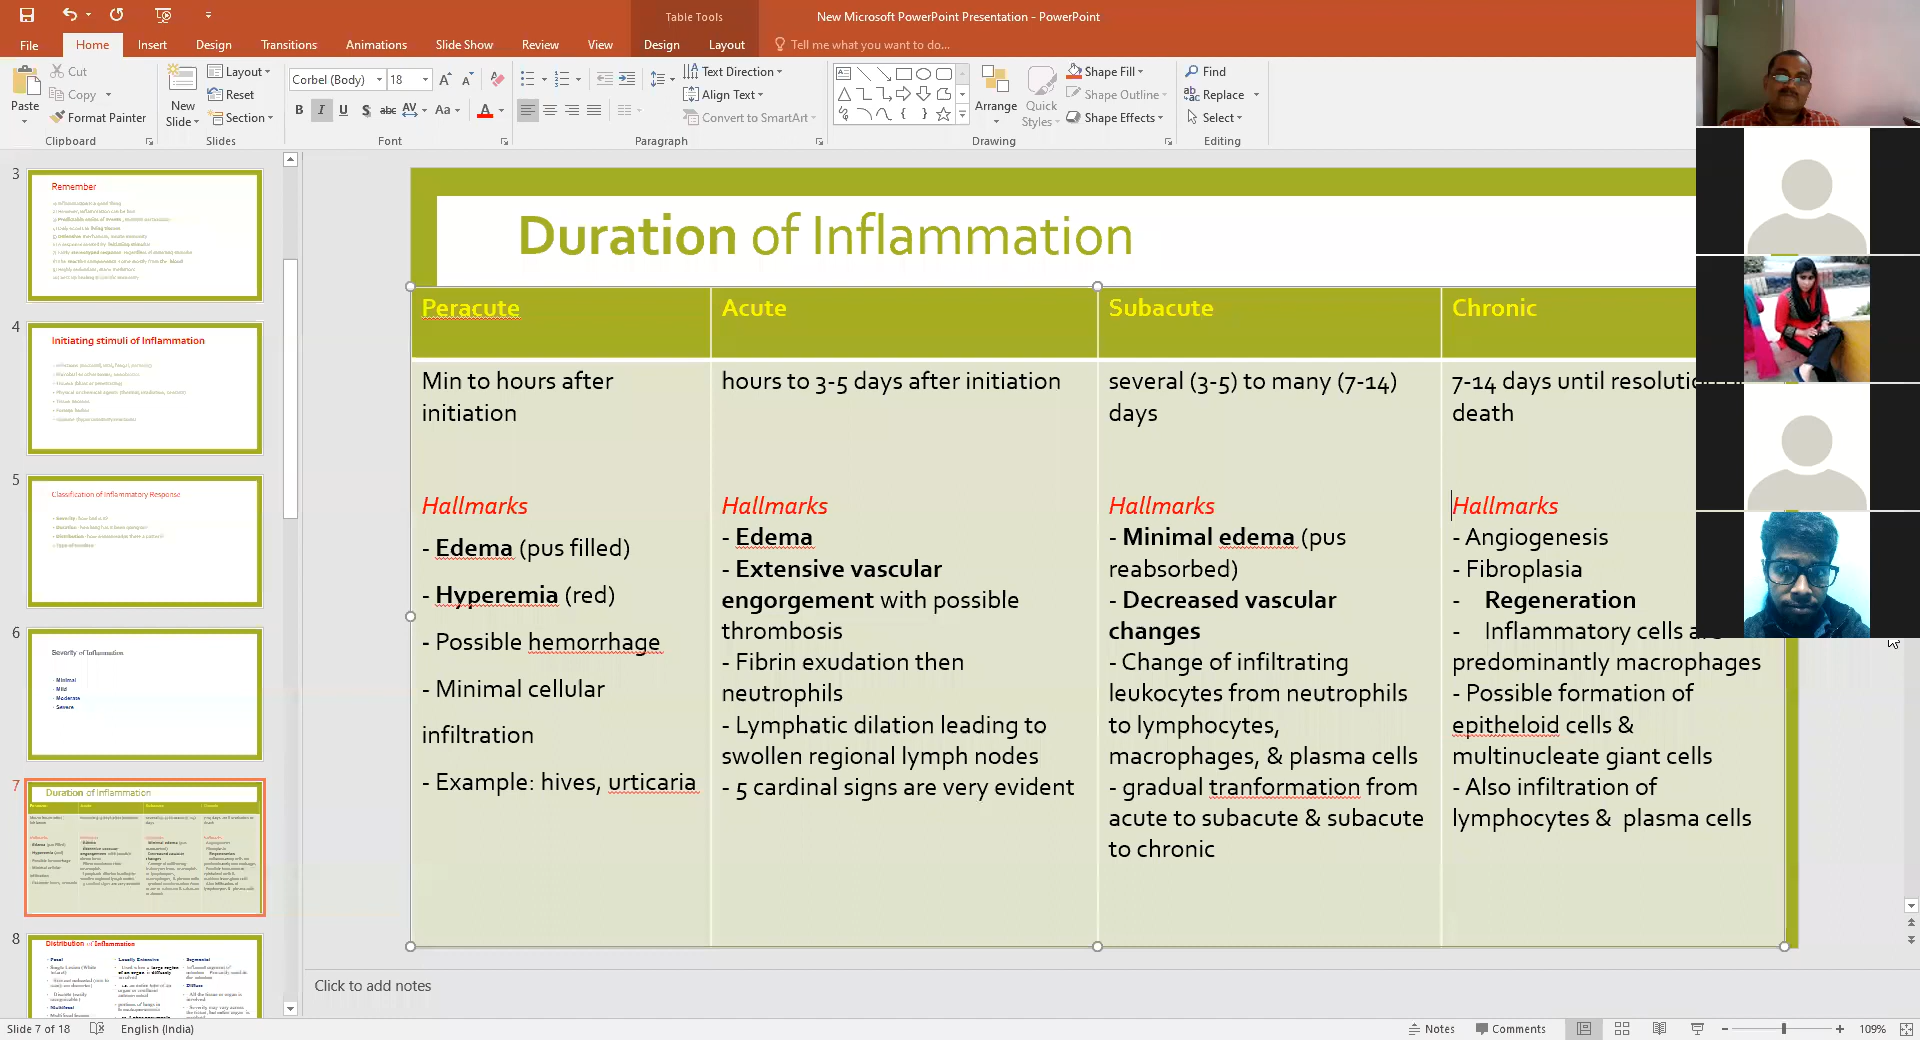 New Microsoft PowerPoint Presentation - PowerPoint
Table Tools
File
Home
Insert
Design
Transitions
Animations
Slide Show
Review
View
Design
Layout
Tell me what you want to do...
Paste
Cut
Copy
Format Painter
Clipboard
New Slide
Layout
Reset
Section
Slides
Corbel (Body)
18
Font
Text Direction
Align Text
Convert to SmartArt
Paragraph
Arrange
Quick Styles
Shape Fill
Shape Outline
Shape Effects
Drawing
Find
Replace
Select
Editing
3
Remember
4
Initiating stimuli of Inflammation
5
Classification of Inflammatory Response
6
Severity of Inflammation
- Minimal
- Mild
- Moderate
- Severe
7
Duration of Inflammation
8
Distribution of Inflammation
Duration of Inflammation
Peracute
Min to hours after
initiation
Hallmarks
- Edema (pus filled)
- Hyperemia (red)
- Possible hemorrhage
- Minimal cellular
infiltration
- Example: hives, urticaria
Acute
hours to 3-5 days after initiation
Hallmarks
- Edema
- Extensive vascular
engorgement with possible
thrombosis
- Fibrin exudation then
neutrophils
- Lymphatic dilation leading to
swollen regional lymph nodes
- 5 cardinal signs are very evident
Subacute
several (3-5) to many (7-14)
days
Hallmarks
- Minimal edema (pus
reabsorbed)
- Decreased vascular
changes
- Change of infiltrating
leukocytes from neutrophils
to lymphocytes,
macrophages, & plasma cells
- gradual tranformation from
acute to subacute & subacute
to chronic
Chronic
7-14 days until
death
Hallmarks
- Angiogenesis
- Fibroplasia
- Regeneration
- Inflammatory cells
predominantly macrophages
- Possible formation of
epitheloid cells &
multinucleate giant cells
- Also infiltration of
lymphocytes & plasma cells
Click to add notes
Slide 7 of 18
English (India)
Notes
Comments
109%